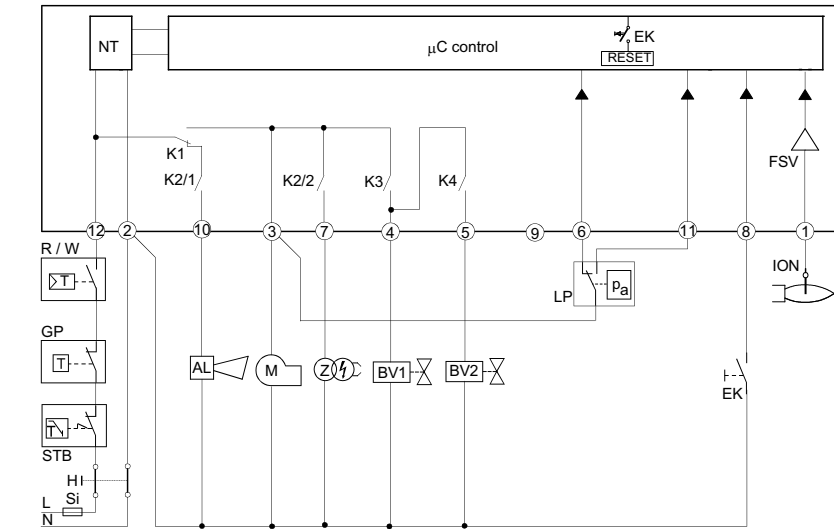 NT
μC control
EK
RESET
FSV
K1
K2/1
K2/2
K3
K4
12
2
10
3
7
4
5
9
6
11
8
1
R / W
T
ION
LP
pa
GP
T
AL
M
Z
BV1
BV2
EK
T
STB
H
L
Si
N